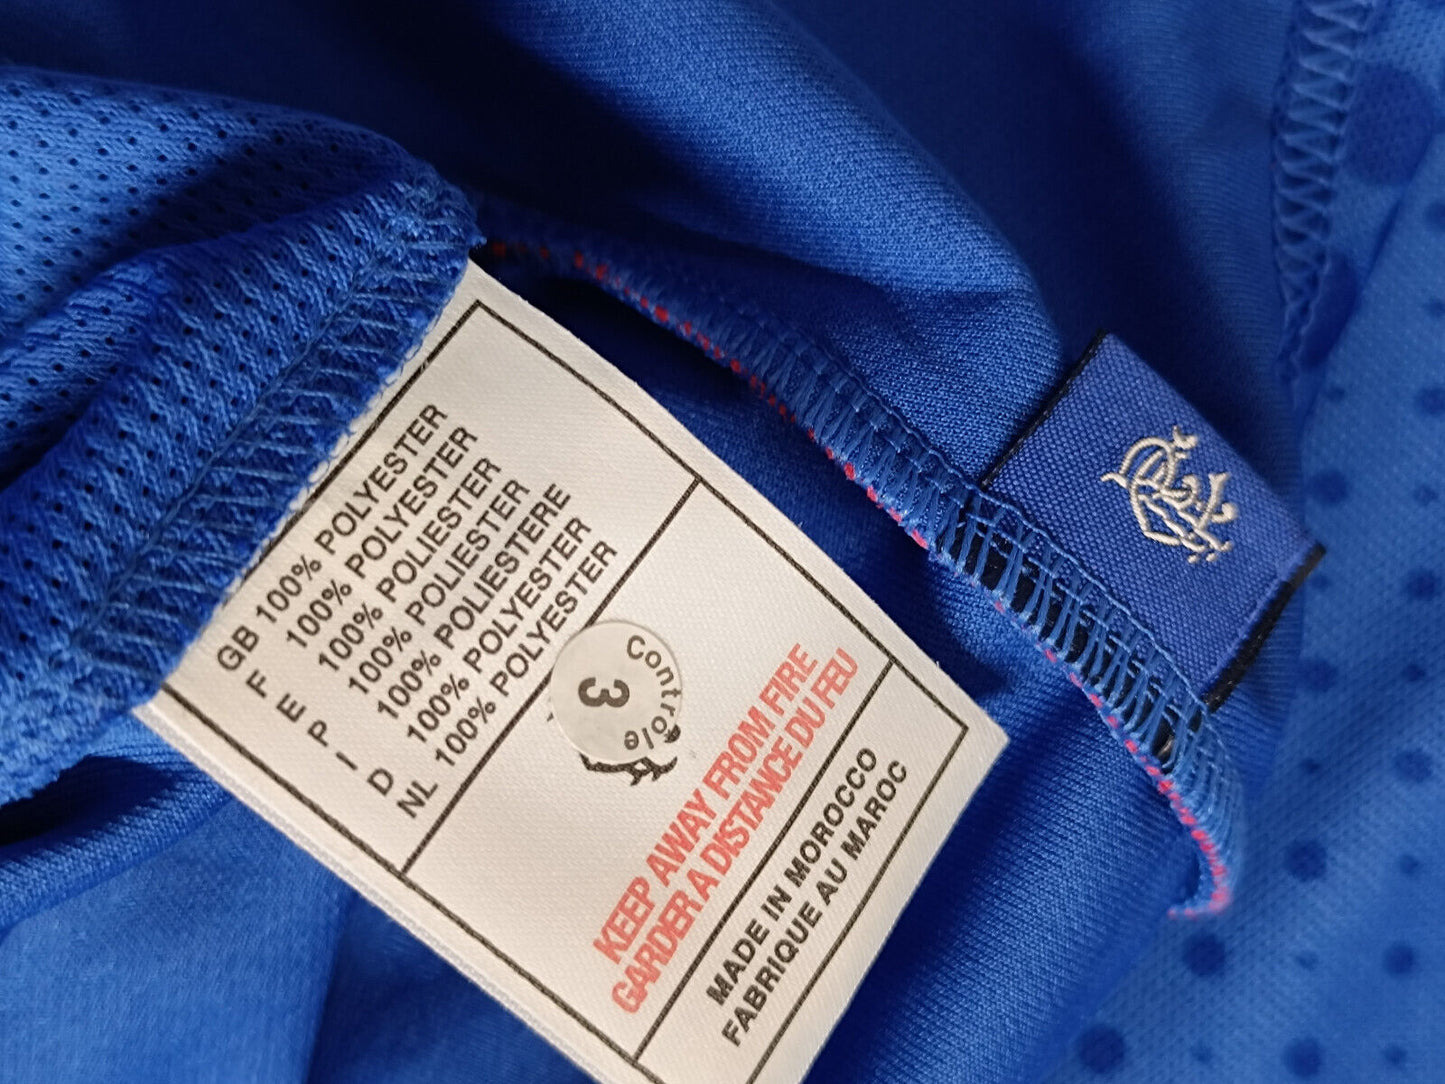 GB 100% POLYESTER
F 100% POLYESTER
E 100% POLIESTER
P 100% POLIESTER
I 100% POLIESTERE
D 100% POLYESTER
NL 100% POLYESTER
Contrôle
3
KEEP AWAY FROM FIRE
GARDER A DISTANCE DU FEU
MADE IN MOROCCO
FABRIQUE AU MAROC